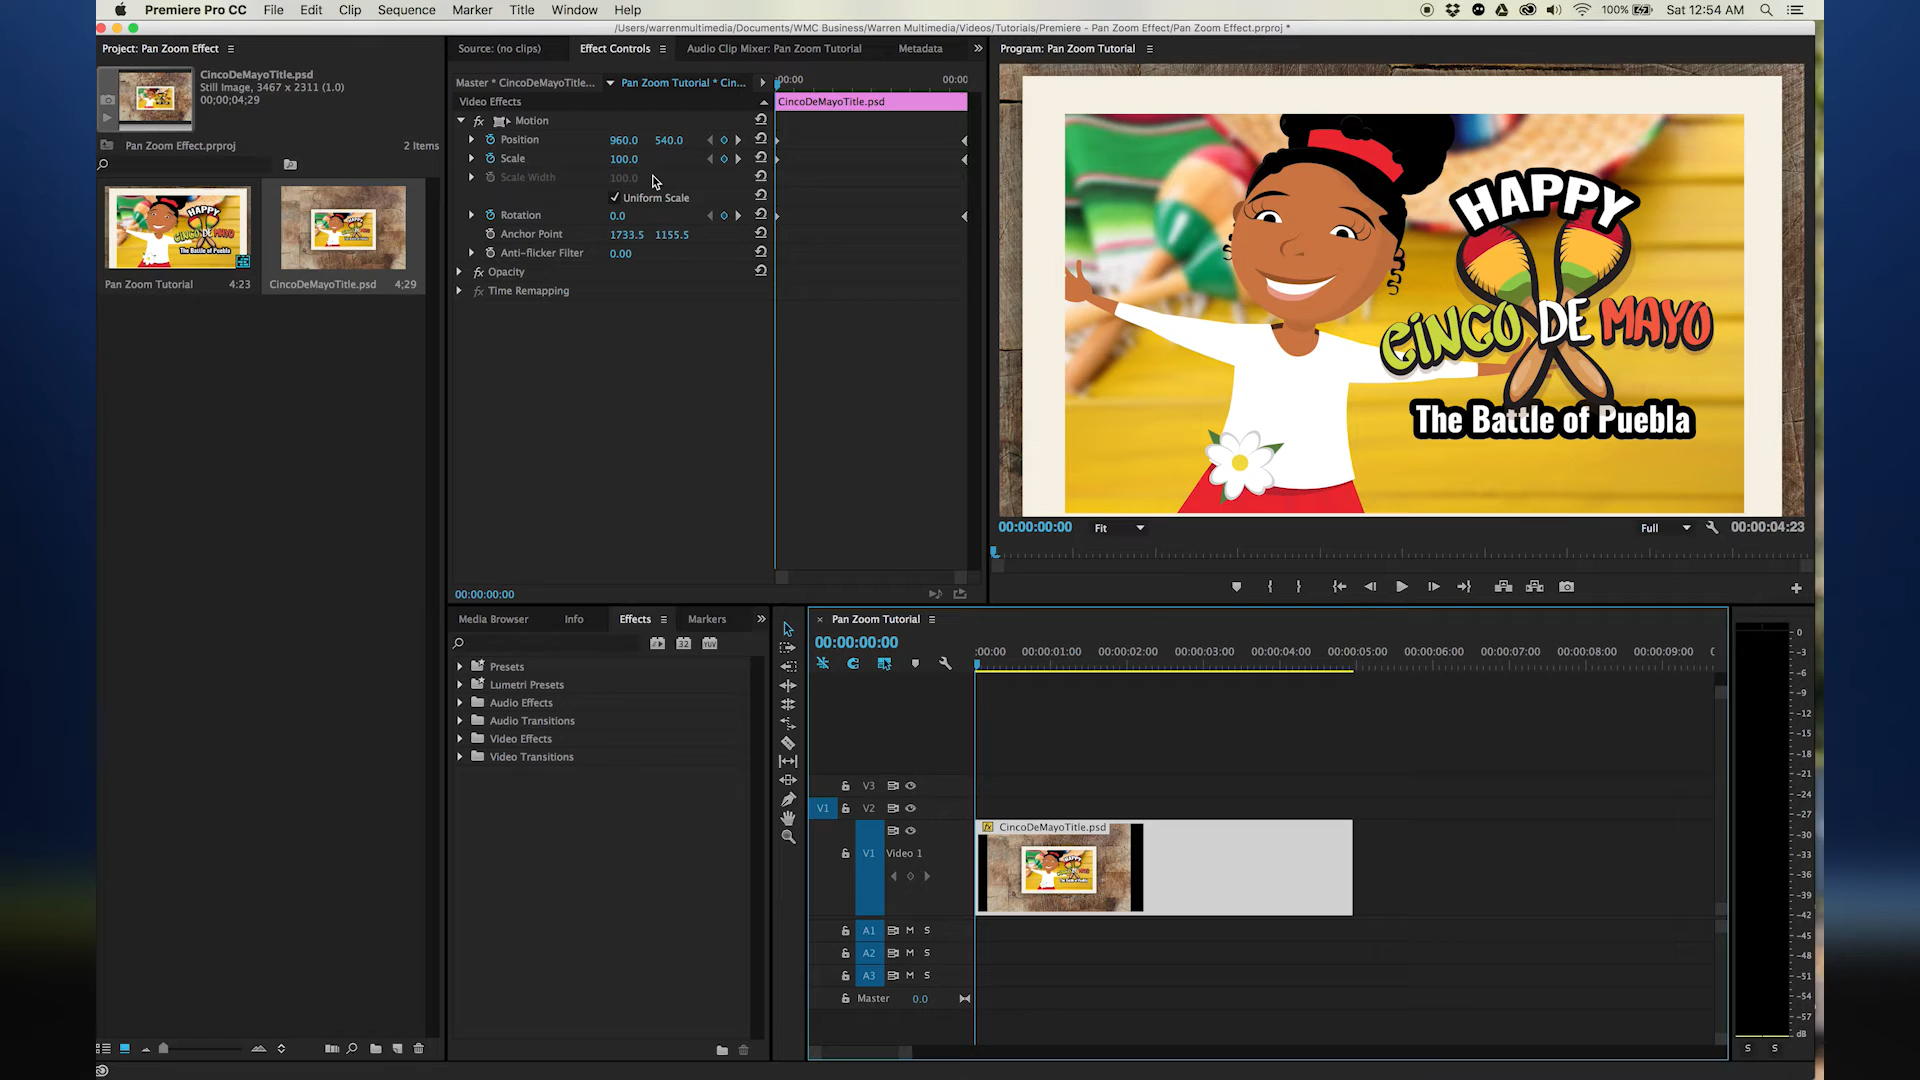 Premiere Pro CC File Edit Clip Sequence Marker Title Window Help 100% Sat 12:54 AM
/Users/warrenmultimedia/Documents/WMC Business/Warren Multimedia/Videos/Tutorials/Premiere - Pan Zoom Effect/Pan Zoom Effect.prproj *
Project: Pan Zoom Effect
CincoDeMayoTitle.psd
Still Image, 3467 x 2311 (1.0)
00;00;04;29
Pan Zoom Effect.prproj 2 Items
Pan Zoom Tutorial 4:23
CincoDeMayoTitle.psd 4;29
Source: (no clips) Effect Controls Audio Clip Mixer: Pan Zoom Tutorial Metadata
Master * CincoDeMayoTitle... Pan Zoom Tutorial * Cin... :00:00 00:00
Video Effects CincoDeMayoTitle.psd
fx Motion
Position 960.0 540.0
Scale 100.0
Scale Width 100.0
Uniform Scale
Rotation 0.0
Anchor Point 1733.5 1155.5
Anti-flicker Filter 0.00
fx Opacity
fx Time Remapping
00:00:00:00
Program: Pan Zoom Tutorial
HAPPY
CINCO DE MAYO
The Battle of Puebla
00:00:00:00 Fit Full 00:00:04:23
Media Browser Info Effects Markers
32 YUV
Presets
Lumetri Presets
Audio Effects
Audio Transitions
Video Effects
Video Transitions
Pan Zoom Tutorial
00:00:00:00
:00:00 00:00:01:00 00:00:02:00 00:00:03:00 00:00:04:00 00:00:05:00 00:00:06:00 00:00:07:00 00:00:08:00 00:00:09:00
V3
V1 V2
fx CincoDeMayoTitle.psd
V1 Video 1
A1 M S
A2 M S
A3 M S
Master 0.0
0
-3
-6
-9
-12
-15
-18
-21
-24
-27
-30
-33
-36
-39
-42
-45
-48
-51
-54
-57
dB
S S